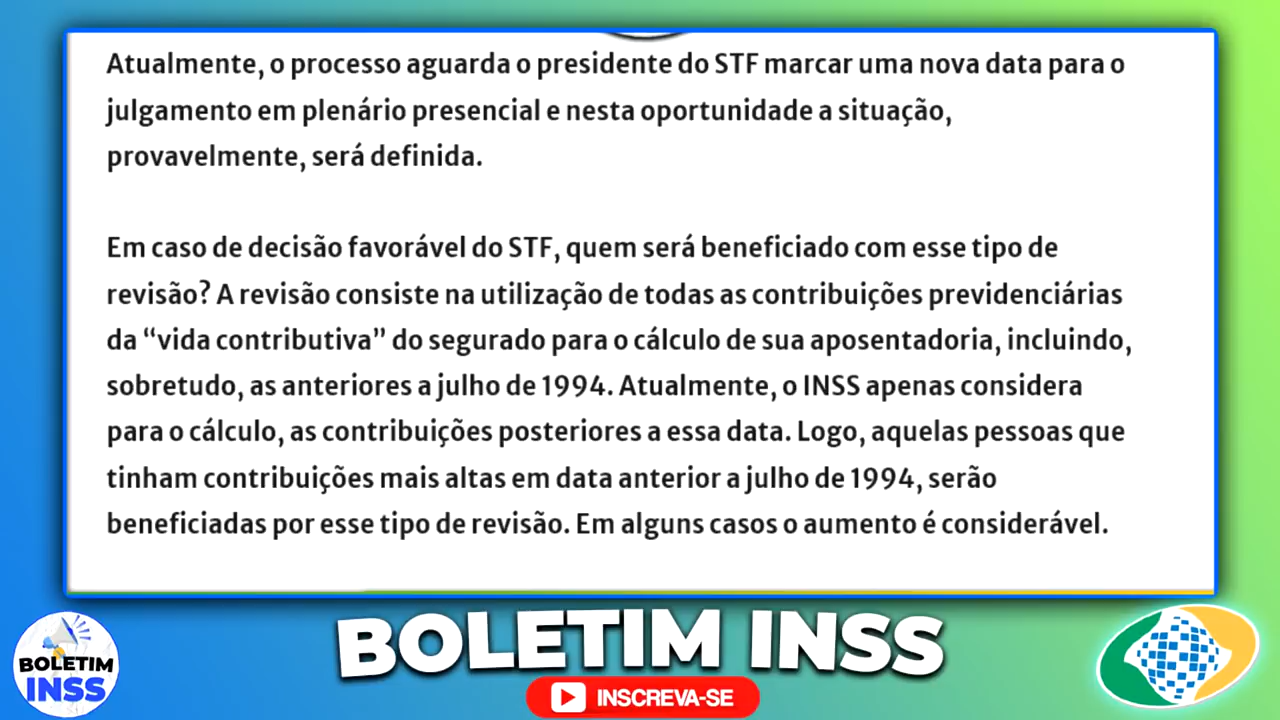 Atualmente, o processo aguarda o presidente do STF marcar uma nova data para o
julgamento em plenário presencial e nesta oportunidade a situação,
provavelmente, será definida.
Em caso de decisão favorável do STF, quem será beneficiado com esse tipo de
revisão? A revisão consiste na utilização de todas as contribuições previdenciárias
da “vida contributiva” do segurado para o cálculo de sua aposentadoria, incluindo,
sobretudo, as anteriores a julho de 1994. Atualmente, o INSS apenas considera
para o cálculo, as contribuições posteriores a essa data. Logo, aquelas pessoas que
tinham contribuições mais altas em data anterior a julho de 1994, serão
beneficiadas por esse tipo de revisão. Em alguns casos o aumento é considerável.
BOLETIM
INSS
BOLETIM INSS
INSCREVA-SE